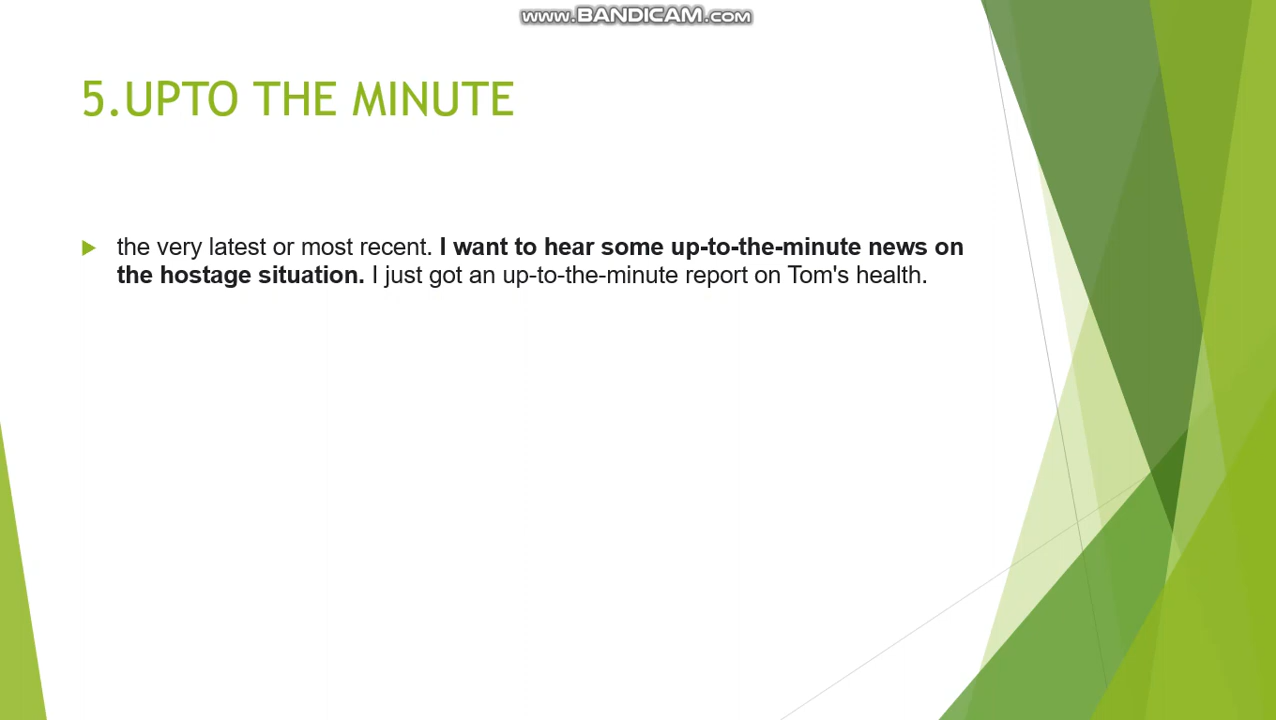 www.BANDICAM.com
5.UPTO THE MINUTE
the very latest or most recent. I want to hear some up-to-the-minute news on
the hostage situation. I just got an up-to-the-minute report on Tom's health.